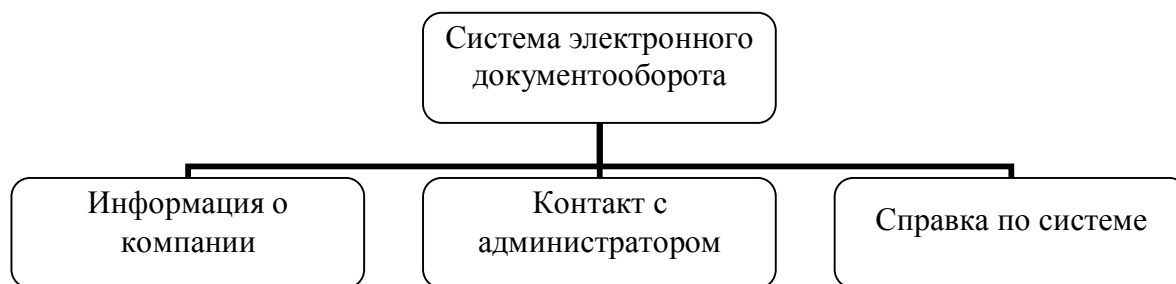 Система электронного
документооборота
Информация о
компании
Контакт с
администратором
Справка по системе